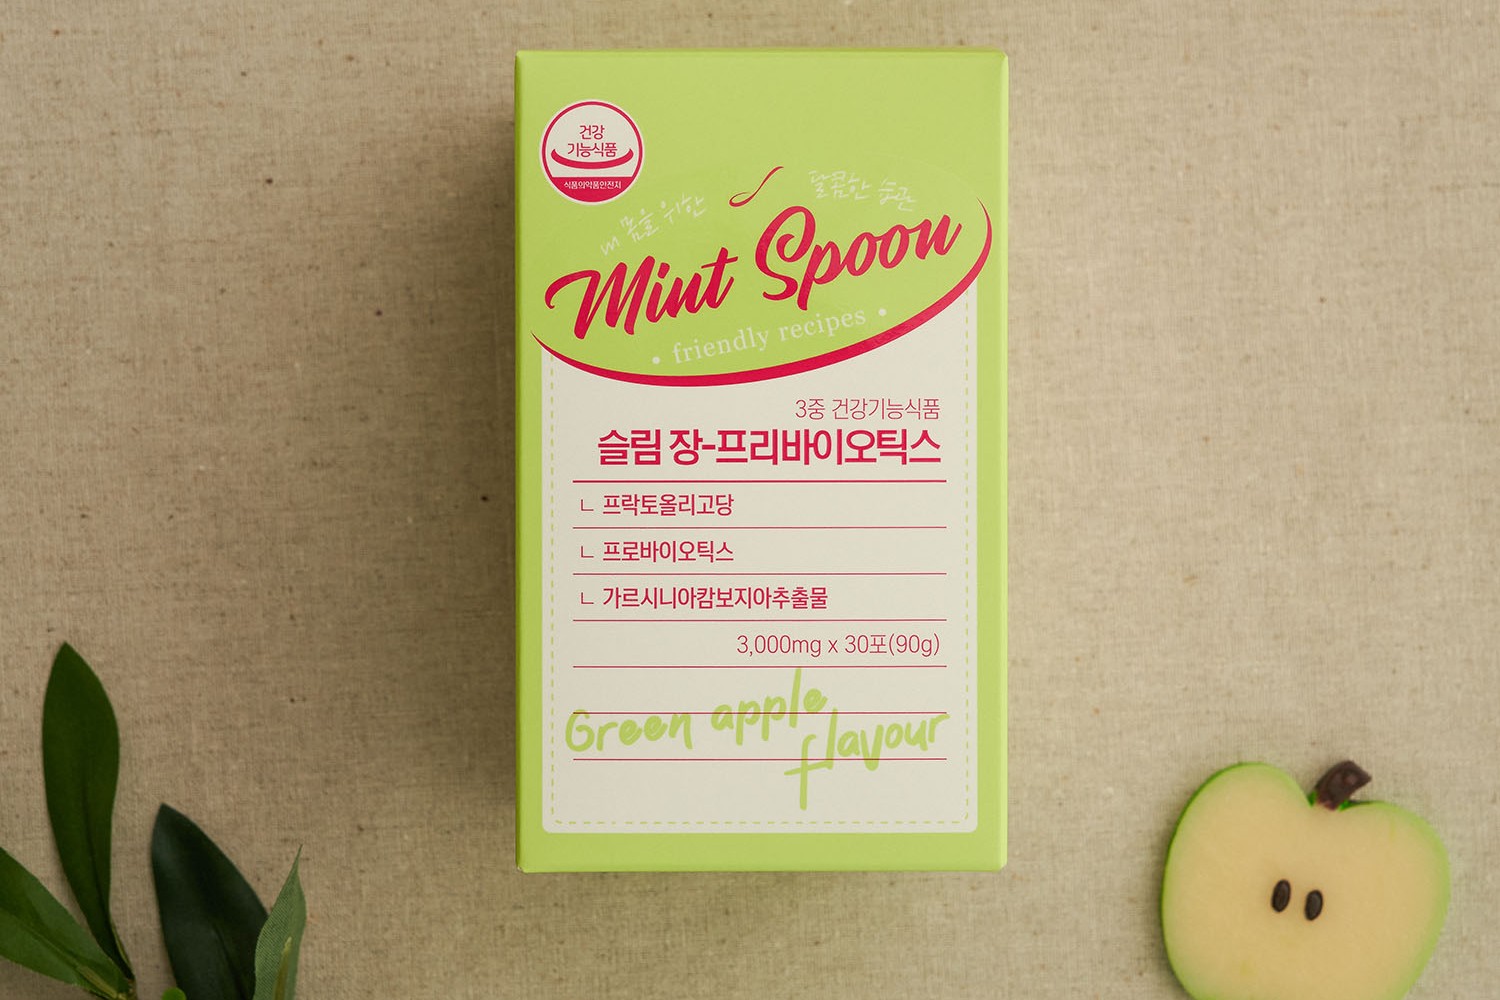 건강
기능식품
식품의약품안전처
몸을 위한 달콤한 습관
Mint Spoon
• friendly recipes •
3중 건강기능식품
슬림 장-프리바이오틱스
ㄴ 프락토올리고당
ㄴ 프로바이오틱스
ㄴ 가르시니아캄보지아추출물
3,000mg x 30포(90g)
Green apple
flavour